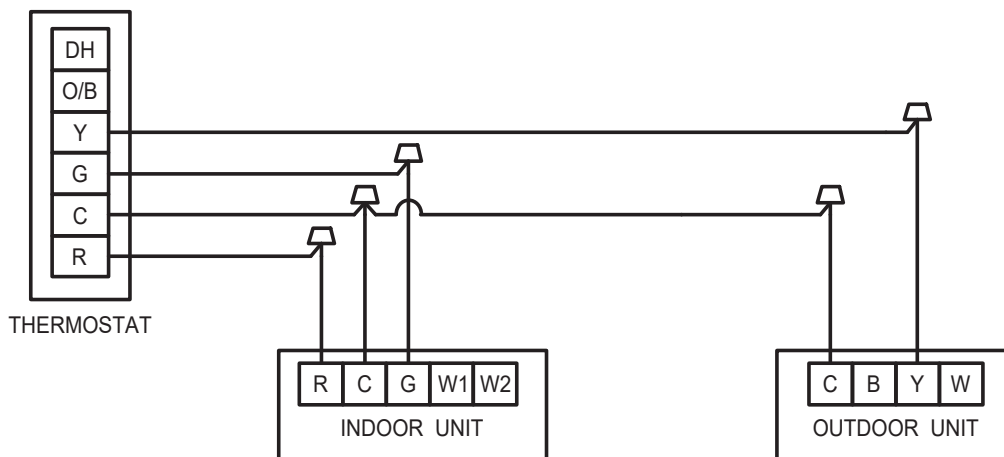 DH
O/B
Y
G
C
R
THERMOSTAT
R C G W1 W2
INDOOR UNIT
C B Y W
OUTDOOR UNIT